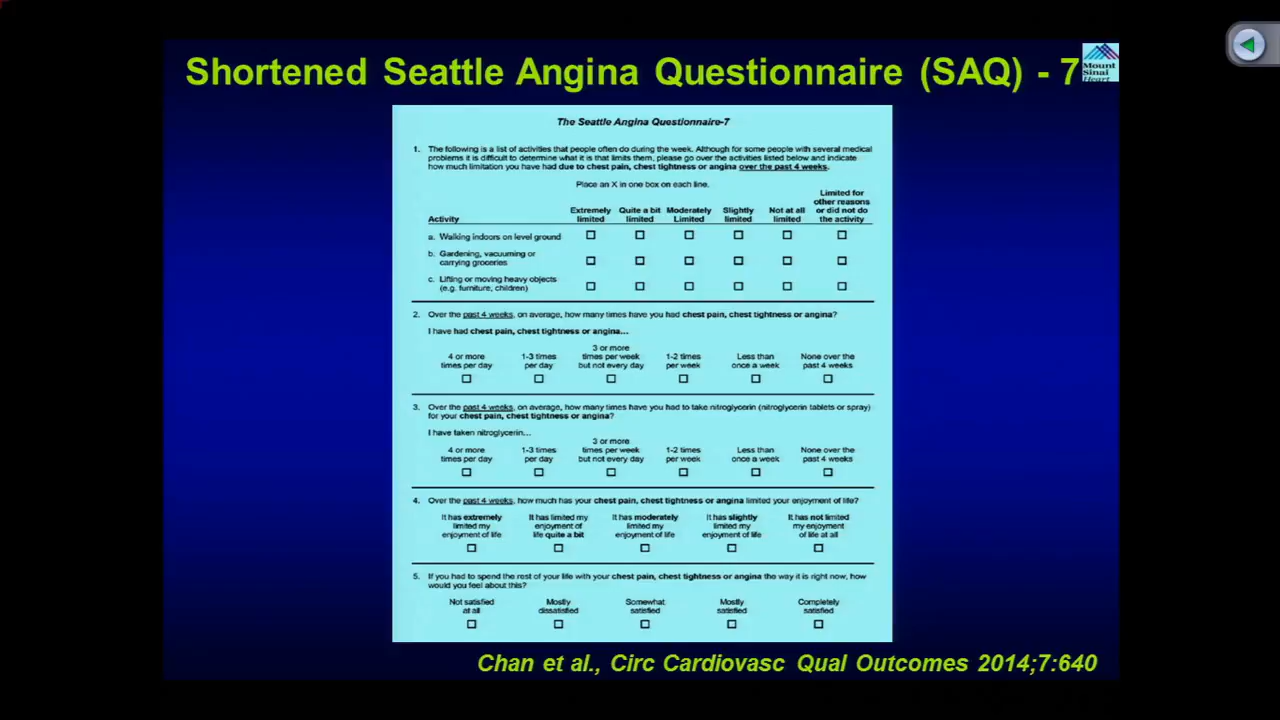 Shortened Seattle Angina Questionnaire (SAQ) - 7
Mount
Sinai
Heart
The Seattle Angina Questionnaire-7
1. The following is a list of activities that people often do during the week. Although for some people with several medical
problems it is difficult to determine what it is that limits them, please go over the activities listed below and indicate
how much limitation you have had due to chest pain, chest tightness or angina over the past 4 weeks.
Place an X in one box on each line.
Activity
Extremely
limited
Quite a bit
limited
Moderately
Limited
Slightly
limited
Not at all
limited
Limited for
other reasons
or did not do
the activity
a. Walking indoors on level ground
b. Gardening, vacuuming or
carrying groceries
c. Lifting or moving heavy objects
(e.g. furniture, children)
2. Over the past 4 weeks, on average, how many times have you had chest pain, chest tightness or angina?
I have had chest pain, chest tightness or angina...
4 or more
times per day
1-3 times
per day
3 or more
times per week
but not every day
1-2 times
per week
Less than
once a week
None over the
past 4 weeks
3. Over the past 4 weeks, on average, how many times have you had to take nitroglycerin (nitroglycerin tablets or spray)
for your chest pain, chest tightness or angina?
I have taken nitroglycerin...
4 or more
times per day
1-3 times
per day
3 or more
times per week
but not every day
1-2 times
per week
Less than
once a week
None over the
past 4 weeks
4. Over the past 4 weeks, how much has your chest pain, chest tightness or angina limited your enjoyment of life?
It has extremely
limited my
enjoyment of life
It has limited my
enjoyment of
life quite a bit
It has moderately
limited my
enjoyment of life
It has slightly
limited my
enjoyment of life
It has not limited
my enjoyment
of life at all
5. If you had to spend the rest of your life with your chest pain, chest tightness or angina the way it is right now, how
would you feel about this?
Not satisfied
at all
Mostly
dissatisfied
Somewhat
satisfied
Mostly
satisfied
Completely
satisfied
Chan et al., Circ Cardiovasc Qual Outcomes 2014;7:640